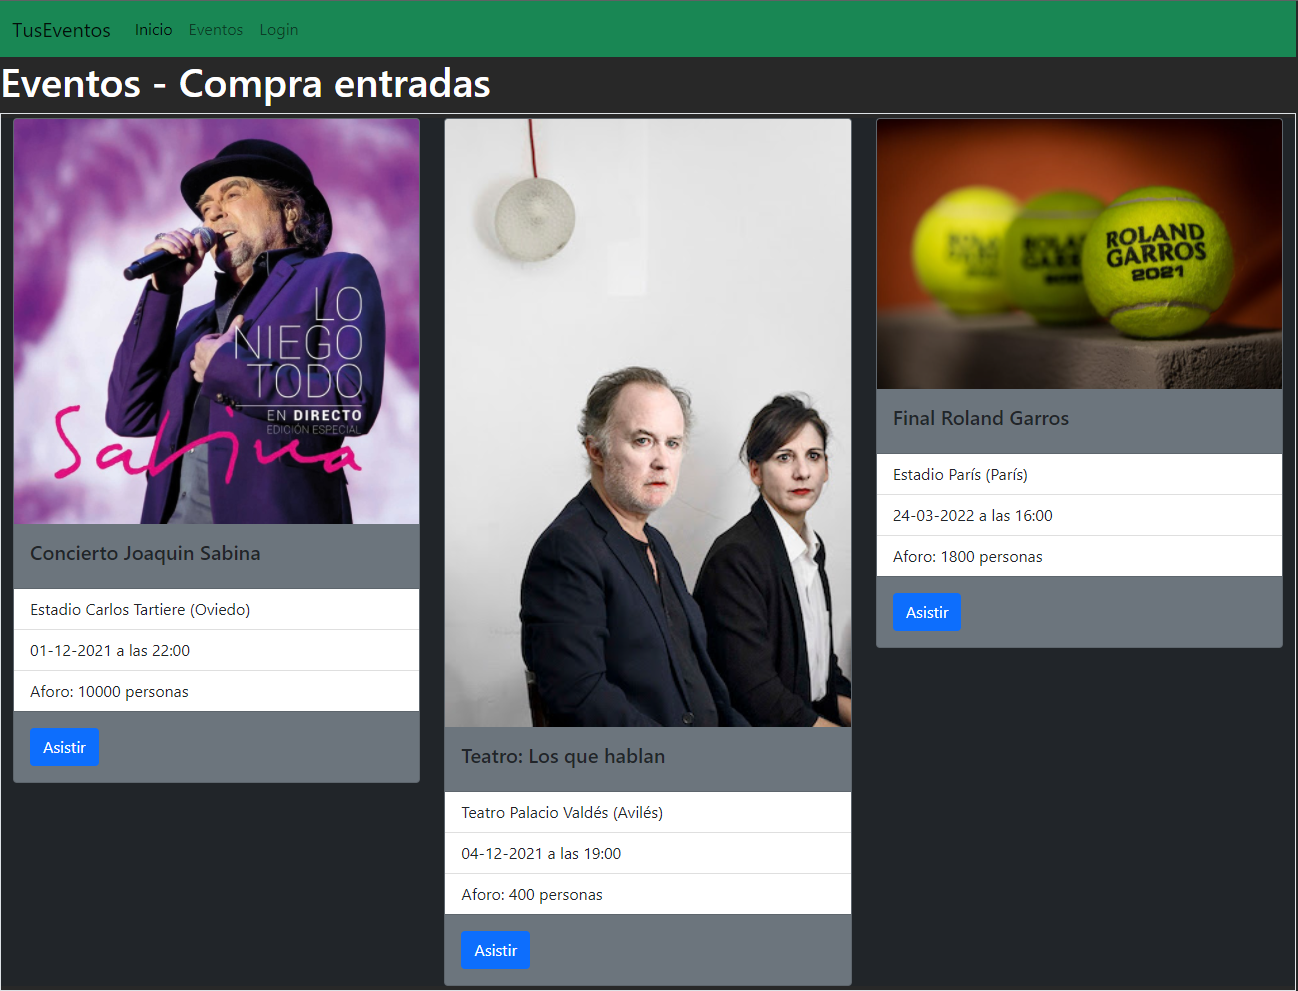 TusEventos Inicio Eventos Login
Eventos - Compra entradas
LO
NIEGO
TODO
EN DIRECTO
EDICIÓN ESPECIAL
Sabina
Concierto Joaquin Sabina
Estadio Carlos Tartiere (Oviedo)
01-12-2021 a las 22:00
Aforo: 10000 personas
Asistir
Teatro: Los que hablan
Teatro Palacio Valdés (Avilés)
04-12-2021 a las 19:00
Aforo: 400 personas
Asistir
ROLAND
GARROS
2021
Final Roland Garros
Estadio París (París)
24-03-2022 a las 16:00
Aforo: 1800 personas
Asistir